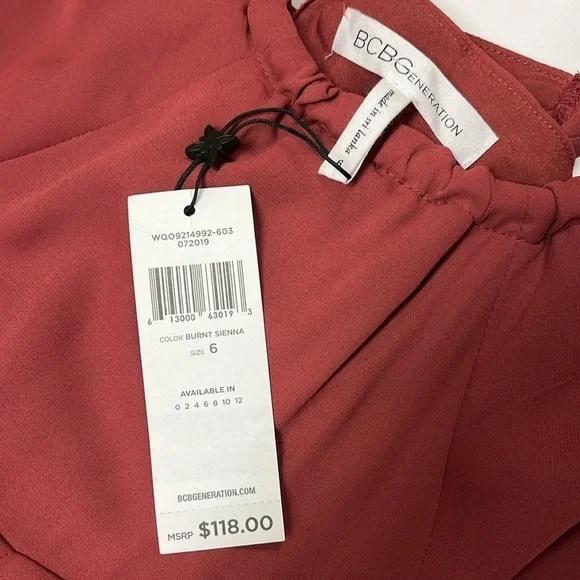 BCBGENERATION
made in sri lanka
6
WQO9214992-603
072019
6 13000 63019 3
COLOR BURNT SIENNA
SIZE 6
AVAILABLE IN
0 2 4 6 8 10 12
BCBGENERATION.COM
MSRP $118.00